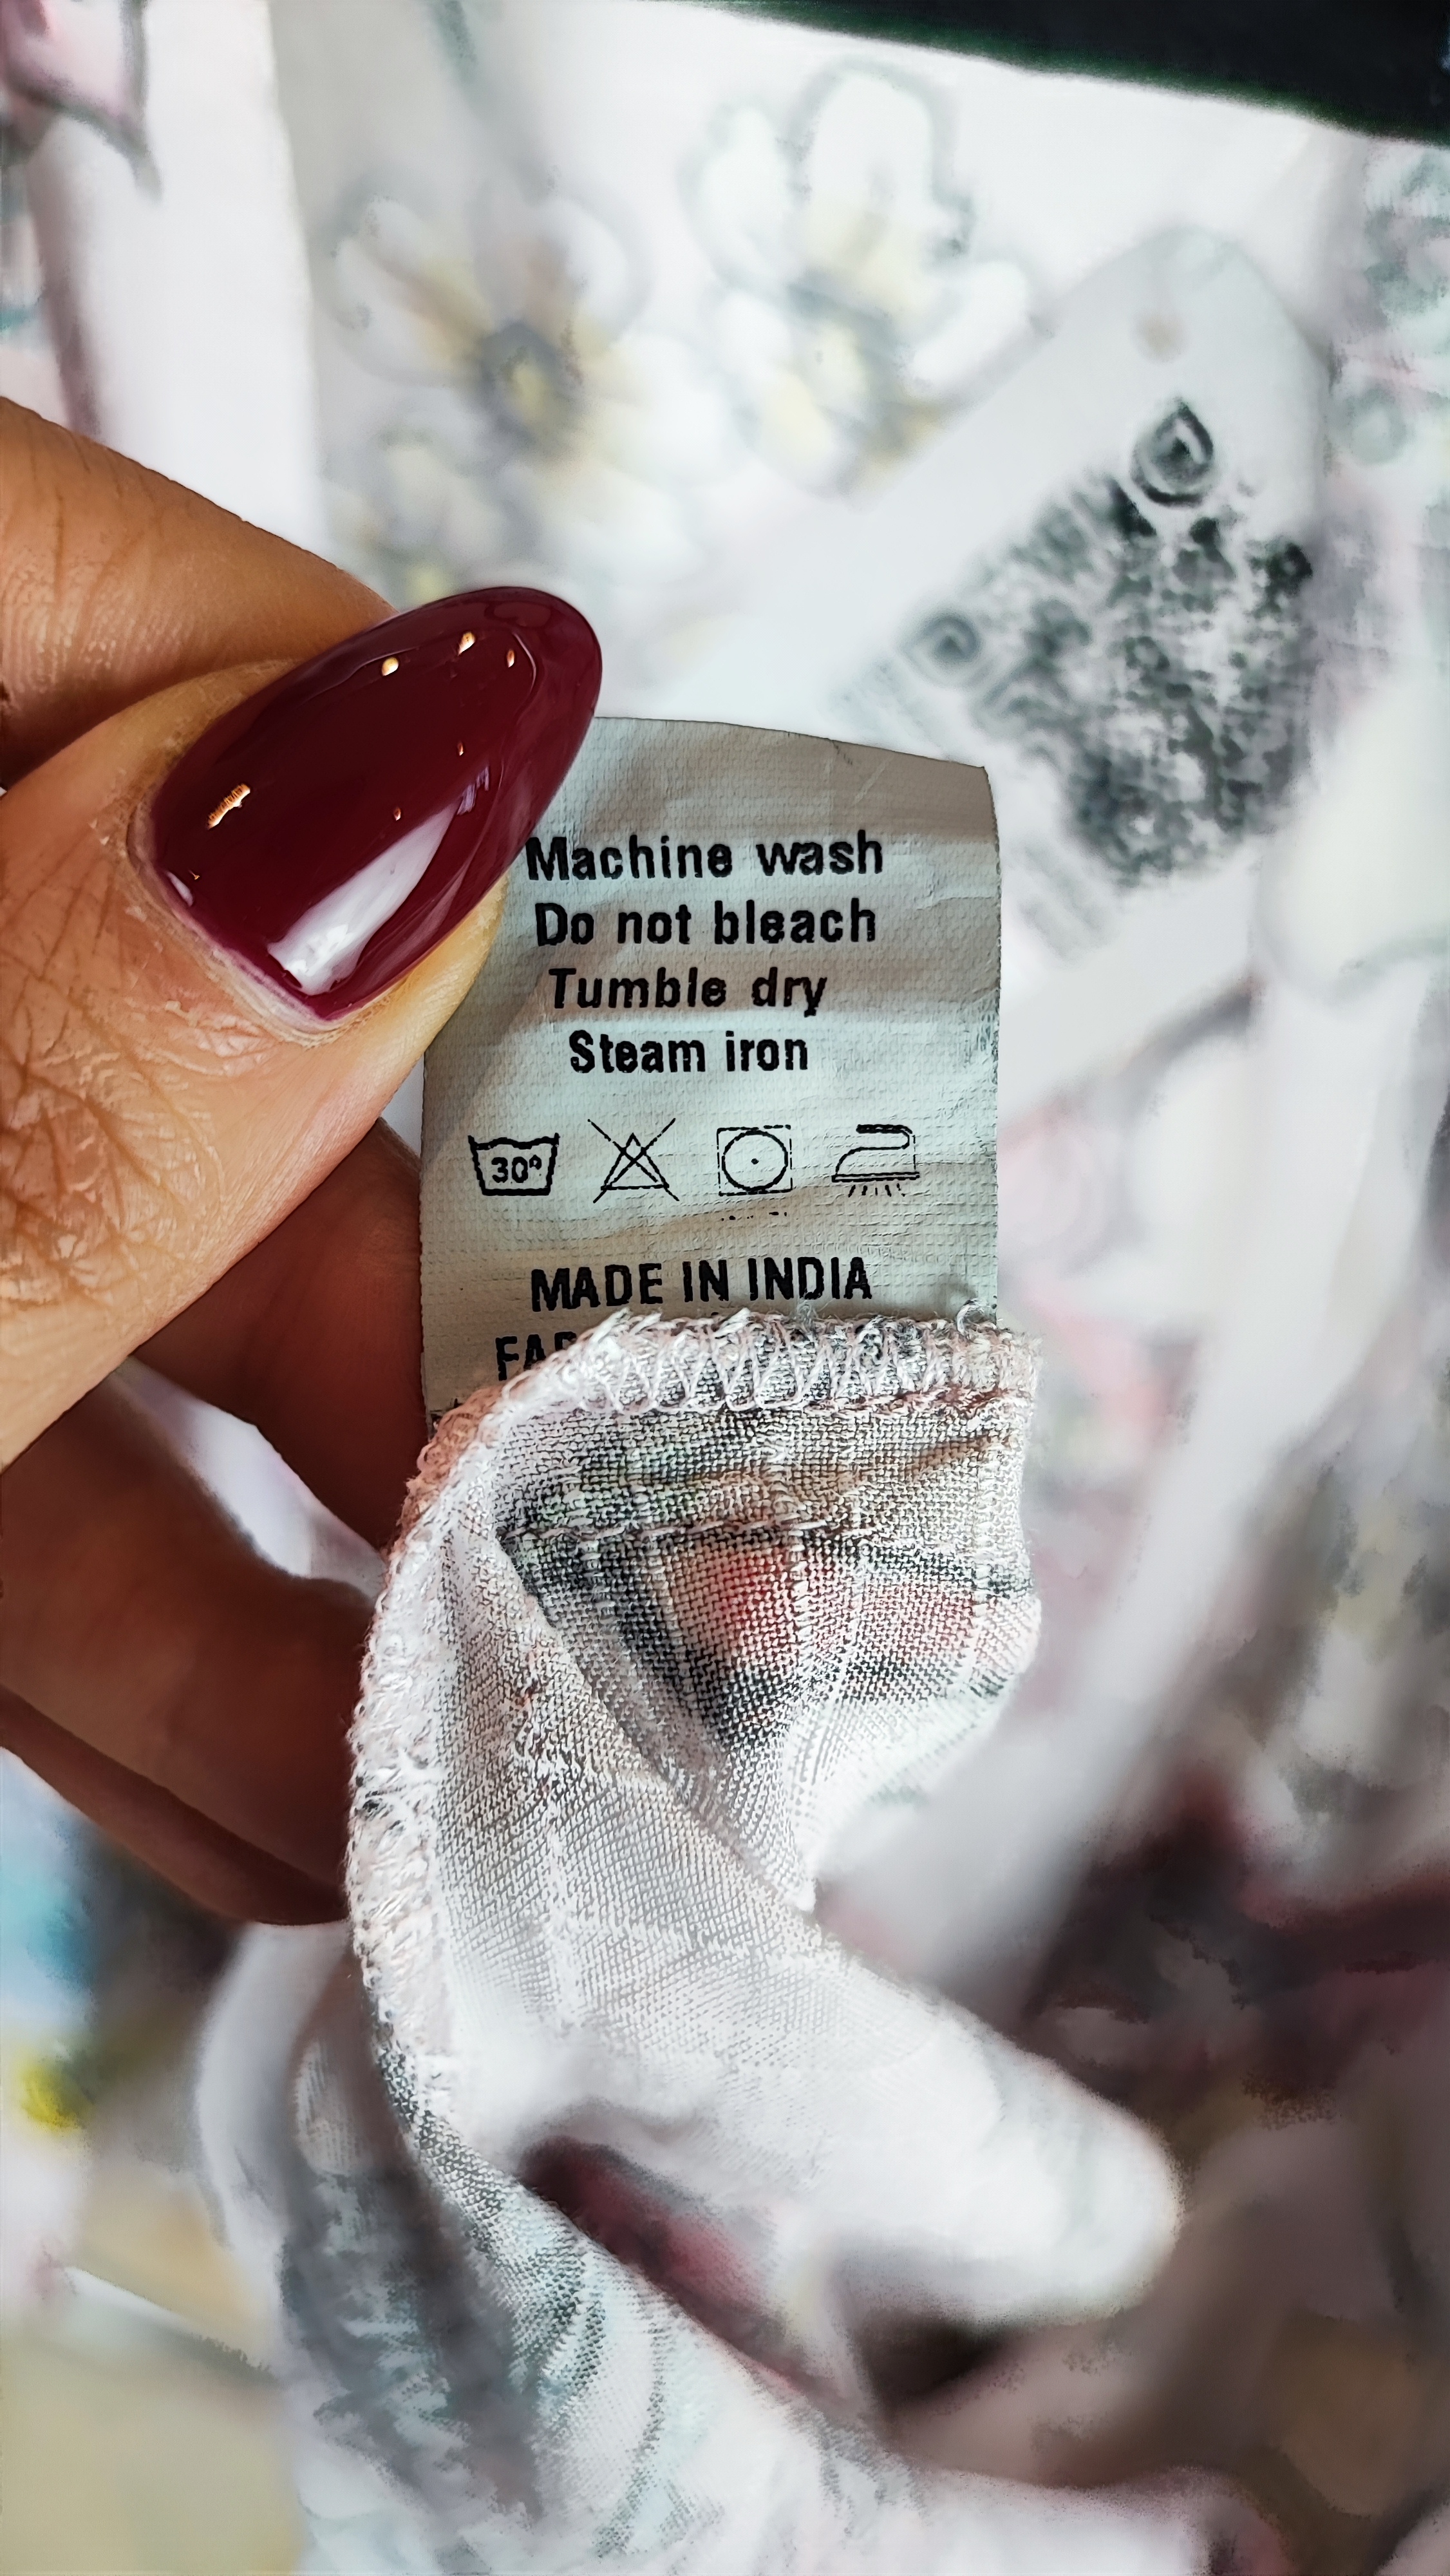 Machine wash
Do not bleach
Tumble dry
Steam iron
30°
MADE IN INDIA